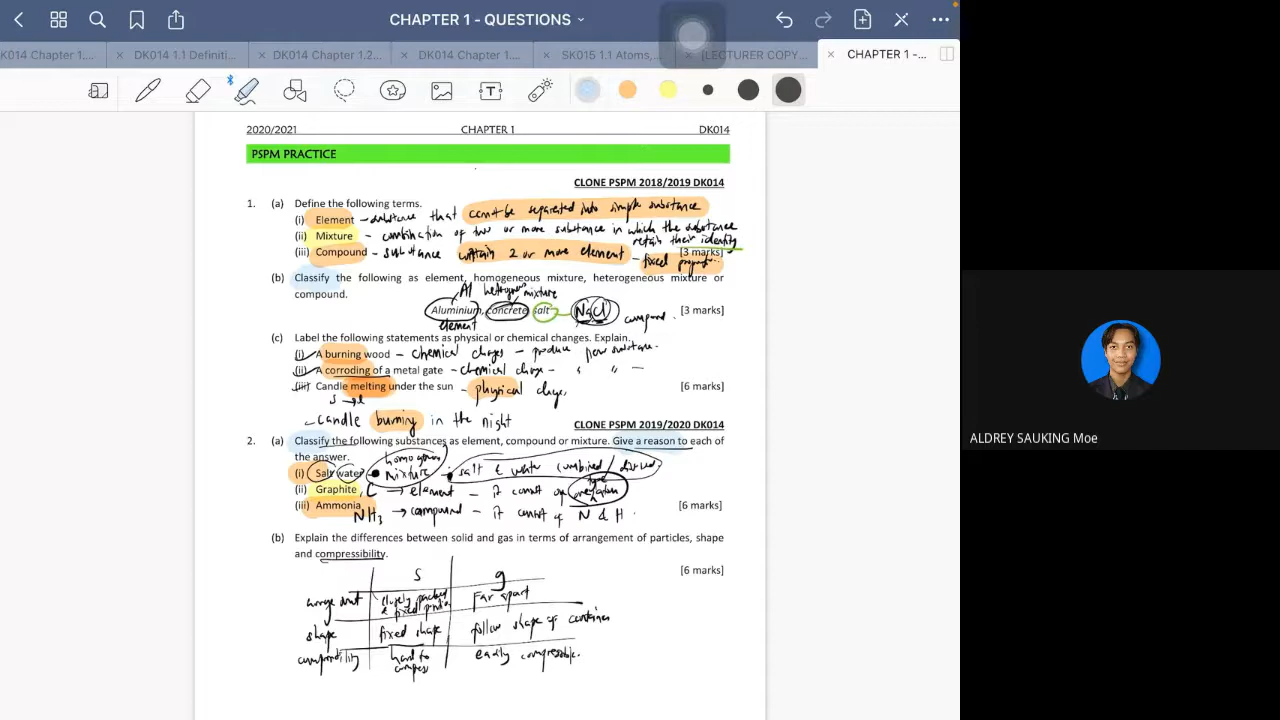 CHAPTER 1 - QUESTIONS
K014 Chapter 1....
DK014 1.1 Definiti...
DK014 Chapter 1.2...
DK014 Chapter 1....
SK015 1.1 Atoms,...
[LECTURER COPY...
CHAPTER 1 -...
2020/2021 CHAPTER 1 DK014
PSPM PRACTICE
CLONE PSPM 2018/2019 DK014
1. (a) Define the following terms.
(i) Element - substance that cannot be separated into simple substance
(ii) Mixture - combination of two or more substance in which the substance
retain their identity
(iii) Compound - substance contain 2 or more element - fixed [3 marks]
(b) Classify the following as element, homogeneous mixture, heterogeneous mixture or
compound.
Al mixture
Aluminium, concrete salt NaCl compound. [3 marks]
element
(c) Label the following statements as physical or chemical changes. Explain.
(i) A burning wood - chemical changes - produce new substance.
(ii) A corroding of a metal gate - chemical change - " " -
(iii) Candle melting under the sun - physical change [6 marks]
s → l
- Candle burning in the night
CLONE PSPM 2019/2020 DK014
2. (a) Classify the following substances as element, compound or mixture. Give a reason to each of
the answer.
(i) Salt water mixture - salt & water combined/
(ii) Graphite, C → element - it consist of type
(iii) Ammonia NH₃ → compound - it consist of N & H. [6 marks]
(b) Explain the differences between solid and gas in terms of arrangement of particles, shape
and compressibility.
[6 marks]
s g
closely packed Far apart
& fixed
shape fixed shape follow shape of container
hard to easily compressible.
compress
ALDREY SAUKING Moe